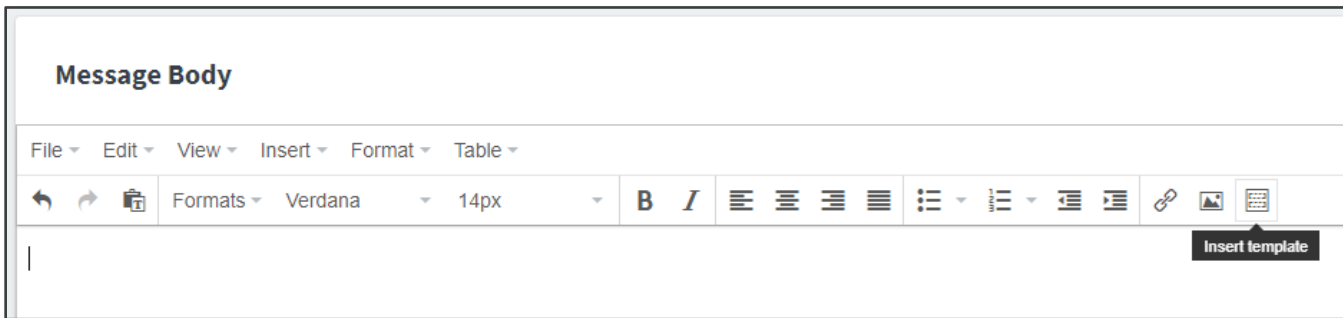 Message Body
File Edit View Insert Format Table
Formats Verdana 14px B I
Insert template